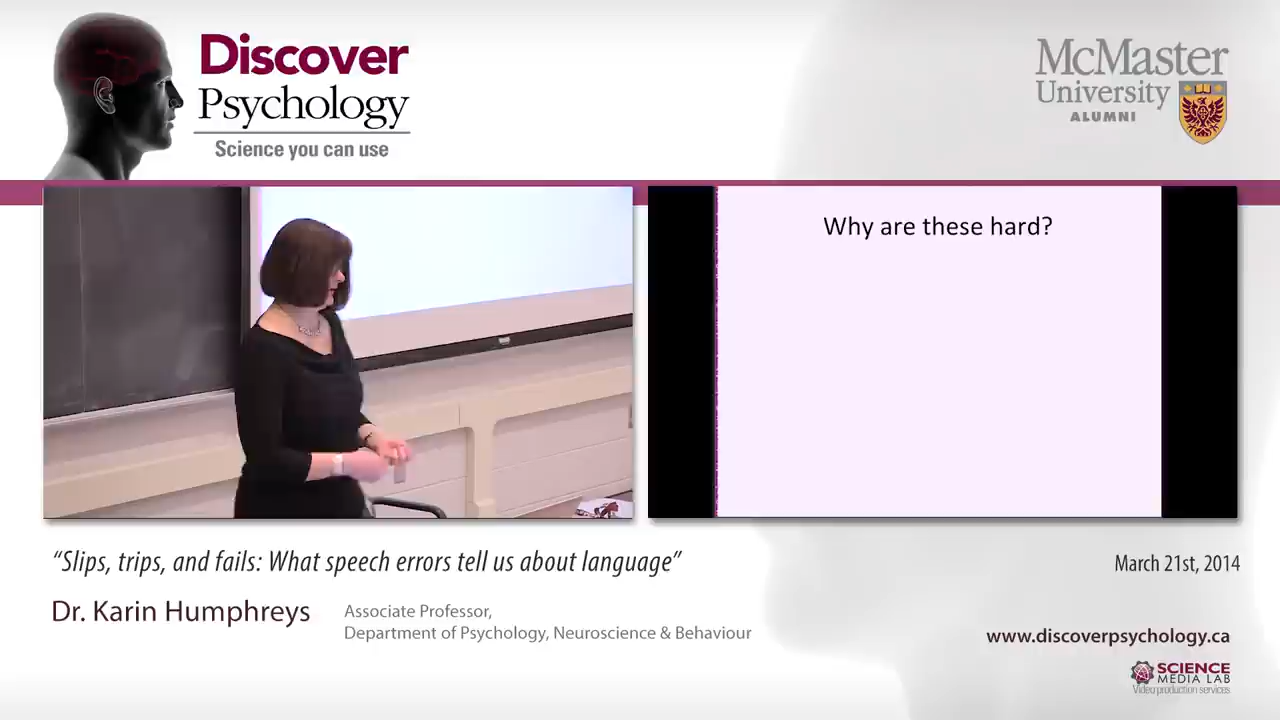 Discover
Psychology
Science you can use
McMaster
University
ALUMNI
Why are these hard?
“Slips, trips, and fails: What speech errors tell us about language”
March 21st, 2014
Dr. Karin Humphreys
Associate Professor,
Department of Psychology, Neuroscience & Behaviour
www.discoverpsychology.ca
SCIENCE
MEDIA LAB
Video production services